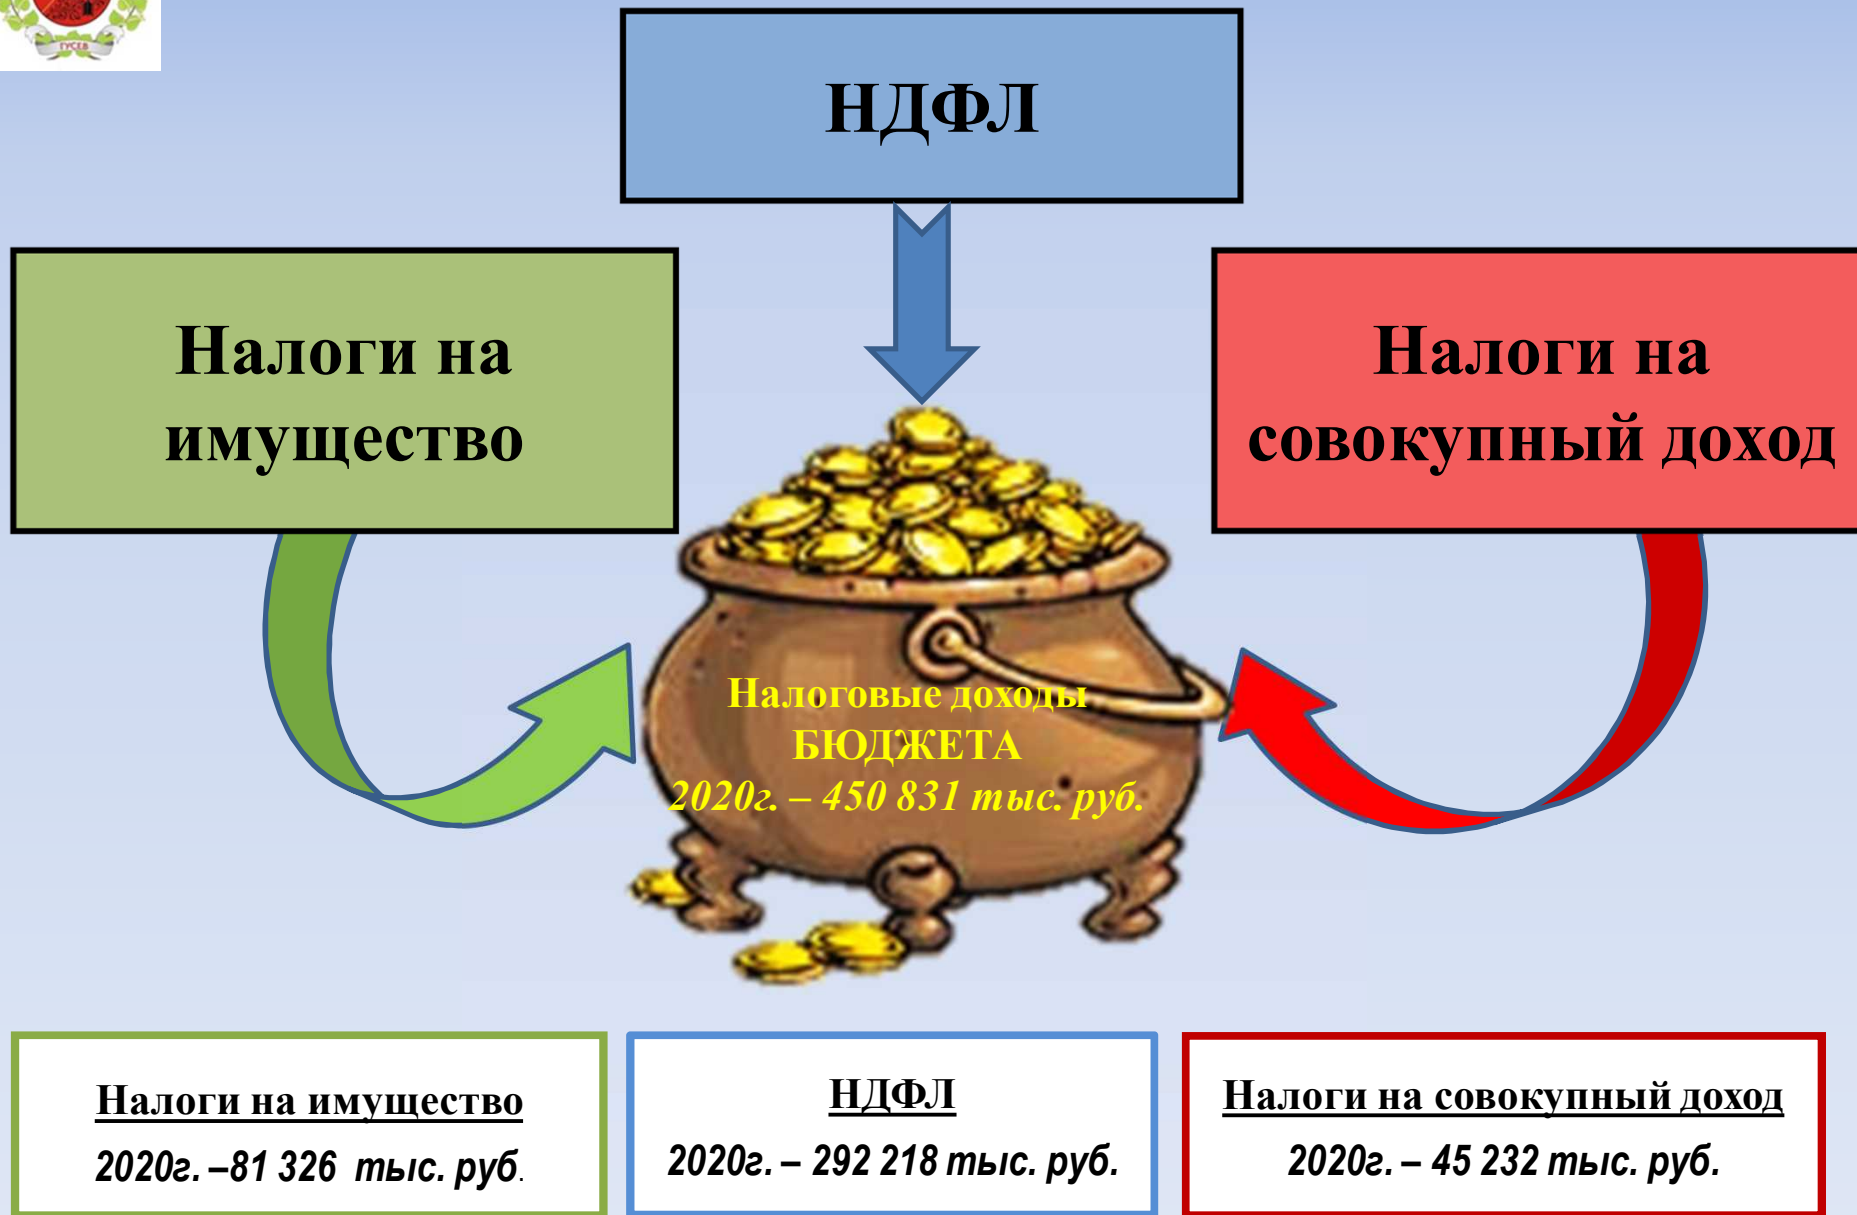 ГУСЕВ
НДФЛ
Налоги на
имущество
Налоги на
совокупный доход
Налоговые доходы
БЮДЖЕТА
2020г. – 450 831 тыс. руб.
Налоги на имущество
2020г. –81 326 тыс. руб.
НДФЛ
2020г. – 292 218 тыс. руб.
Налоги на совокупный доход
2020г. – 45 232 тыс. руб.